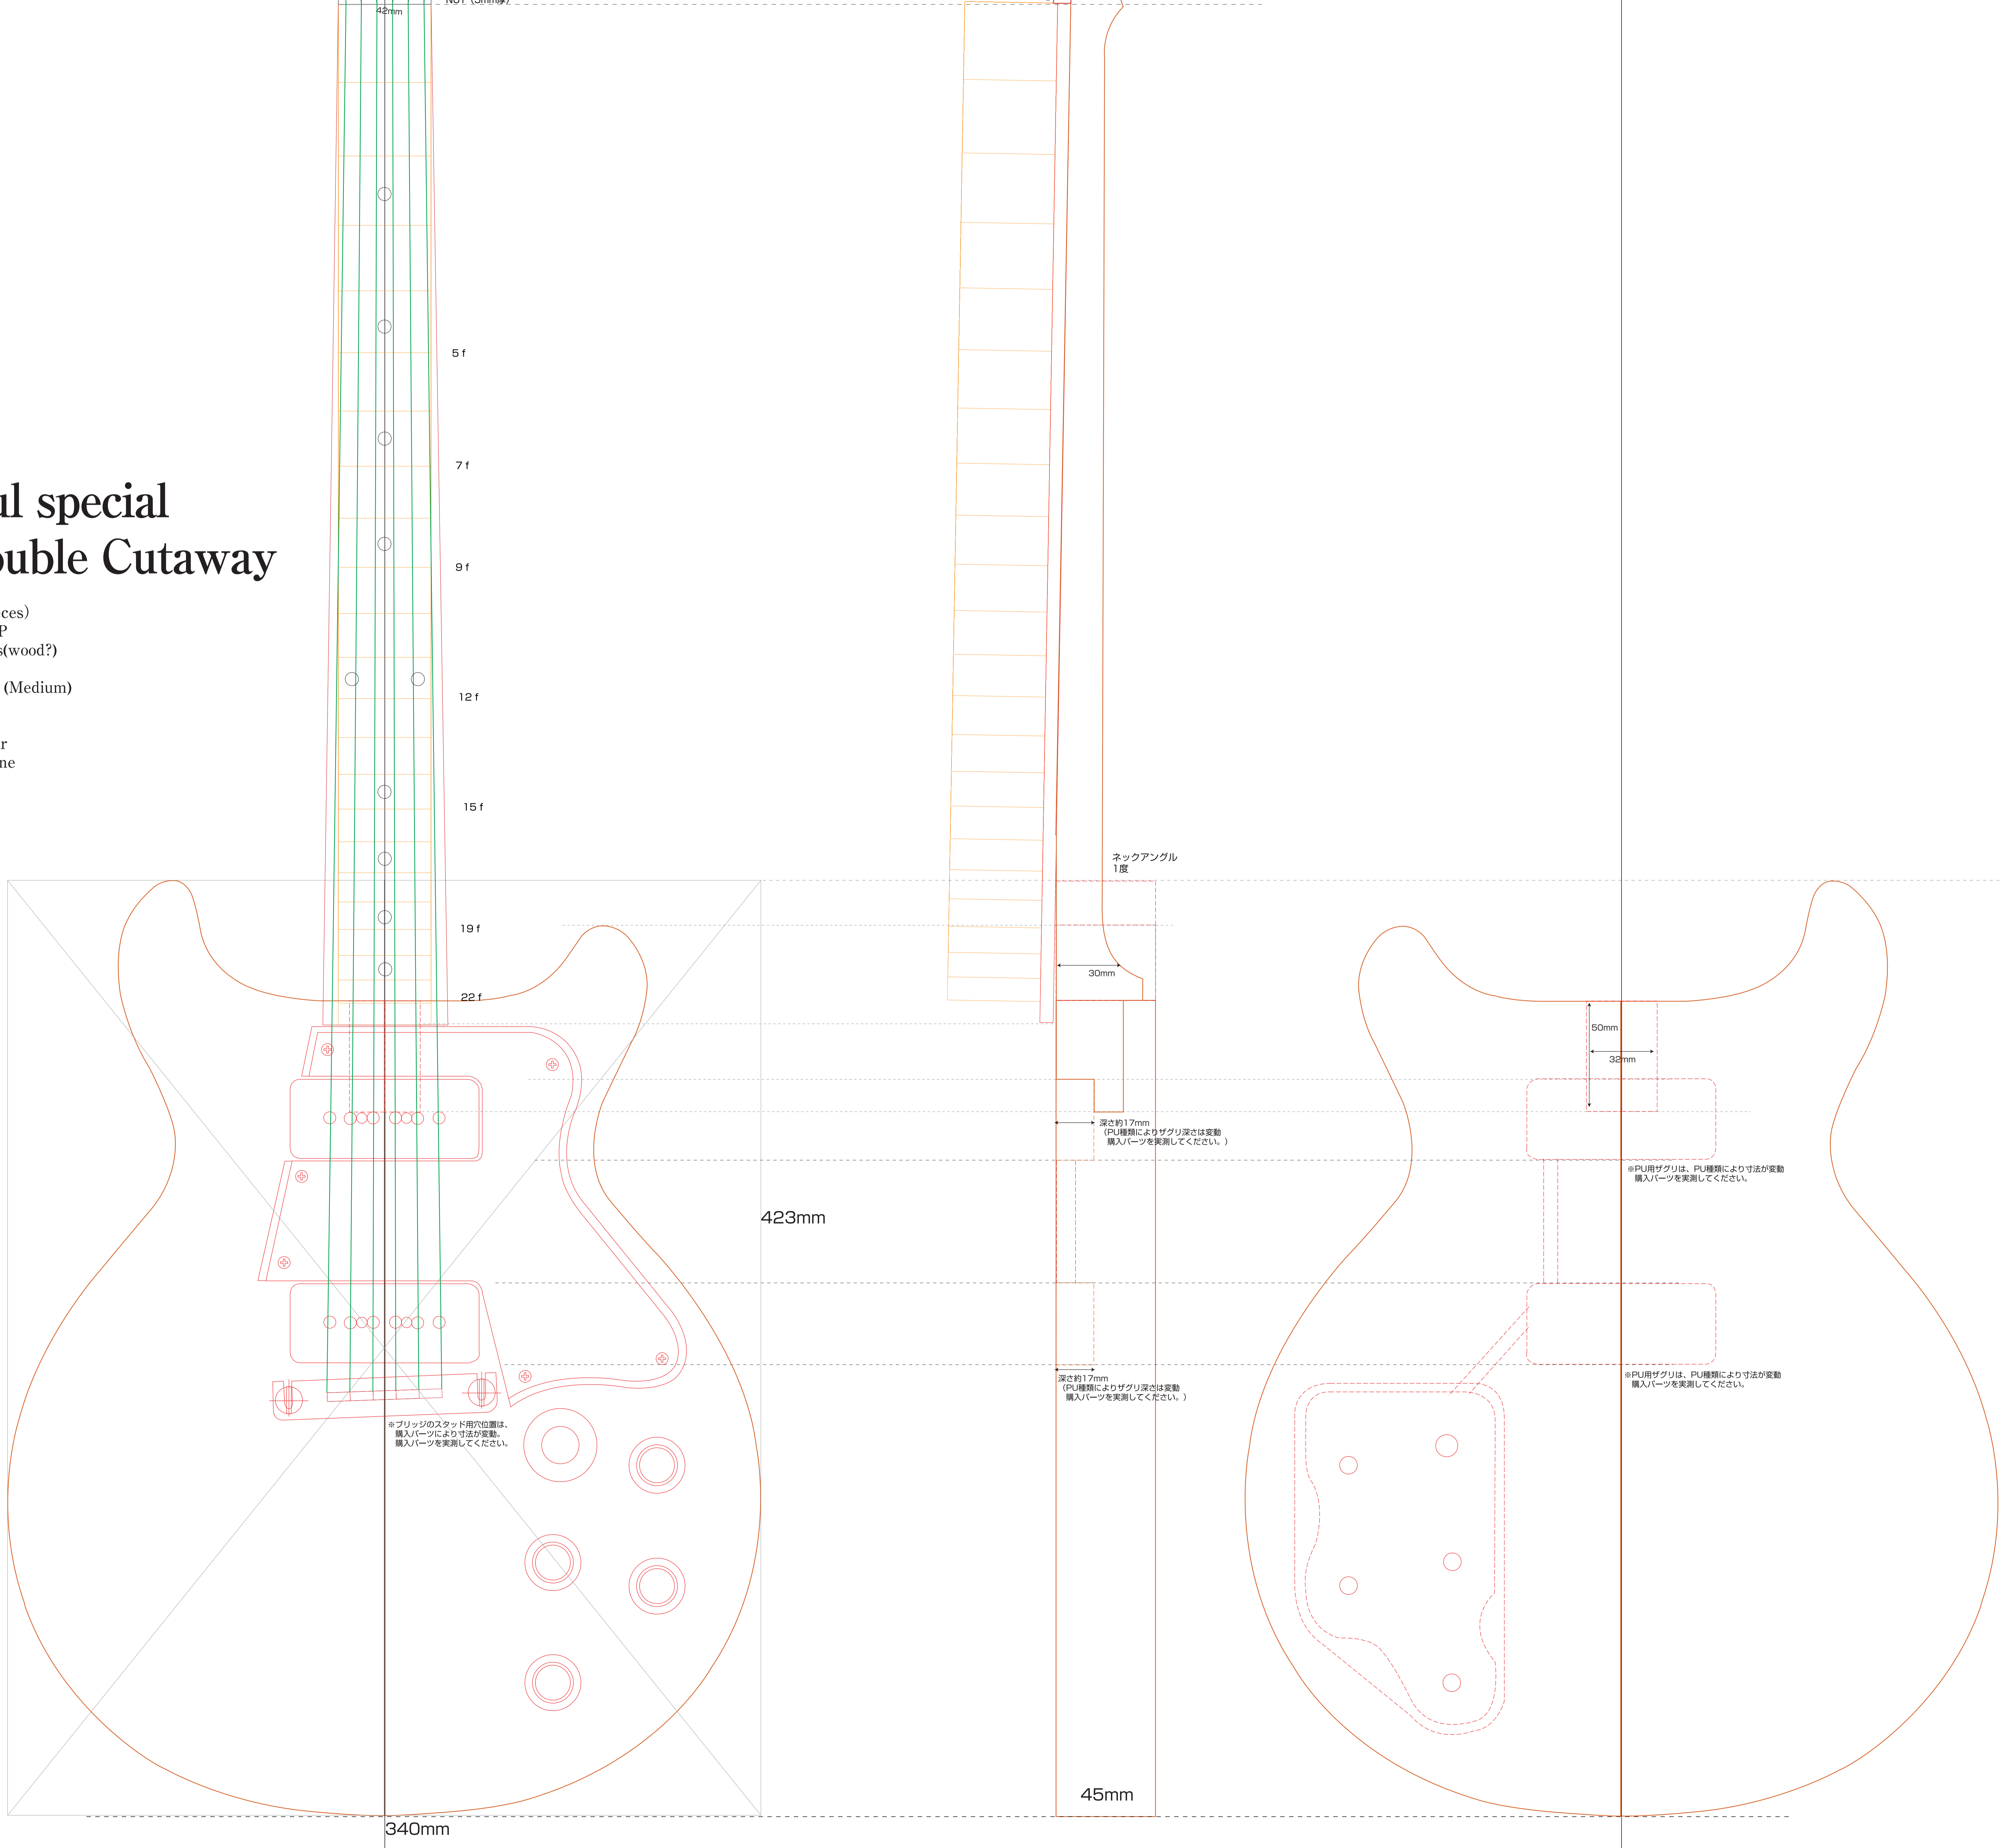 42mm
ul special
ouble Cutaway
ces）
P
s(wood?)
(Medium)
r
ne
5 f
7 f
9 f
12 f
15 f
19 f
22 f
ネックアングル
1度
30mm
50mm
32mm
深さ約17mm
（PU種類によりザグリ深さは変動
購入パーツを実測してください。）
※PU用ザグリは、PU種類により寸法が変動
購入パーツを実測してください。
423mm
深さ約17mm
（PU種類によりザグリ深さは変動
購入パーツを実測してください。）
※PU用ザグリは、PU種類により寸法が変動
購入パーツを実測してください。
※ブリッジのスタッド用穴位置は、
購入パーツにより寸法が変動。
購入パーツを実測してください。
45mm
340mm